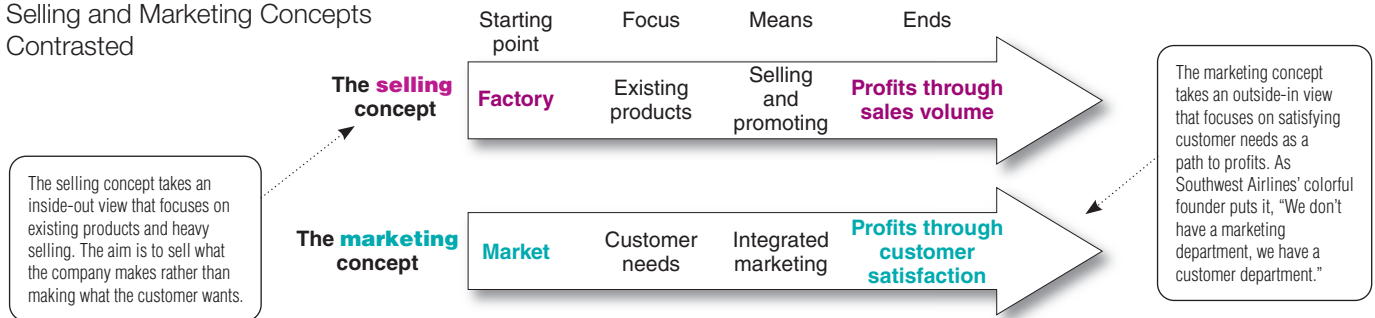 Selling and Marketing Concepts
Contrasted
Starting
point
Focus
Means
Ends
The selling
concept
Factory
Existing
products
Selling
and
promoting
Profits through
sales volume
The marketing concept
takes an outside-in view
that focuses on satisfying
customer needs as a
path to profits. As
Southwest Airlines’ colorful
founder puts it, “We don’t
have a marketing
department, we have a
customer department.”
The selling concept takes an
inside-out view that focuses on
existing products and heavy
selling. The aim is to sell what
the company makes rather than
making what the customer wants.
The marketing
concept
Market
Customer
needs
Integrated
marketing
Profits through
customer
satisfaction